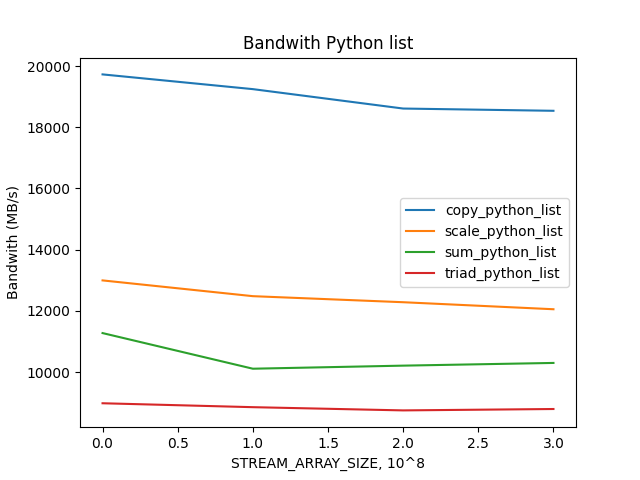 Bandwith Python list
Bandwith (MB/s)
20000
18000
16000
14000
12000
10000
copy_python_list
scale_python_list
sum_python_list
triad_python_list
0.0 0.5 1.0 1.5 2.0 2.5 3.0
STREAM_ARRAY_SIZE, 10^8